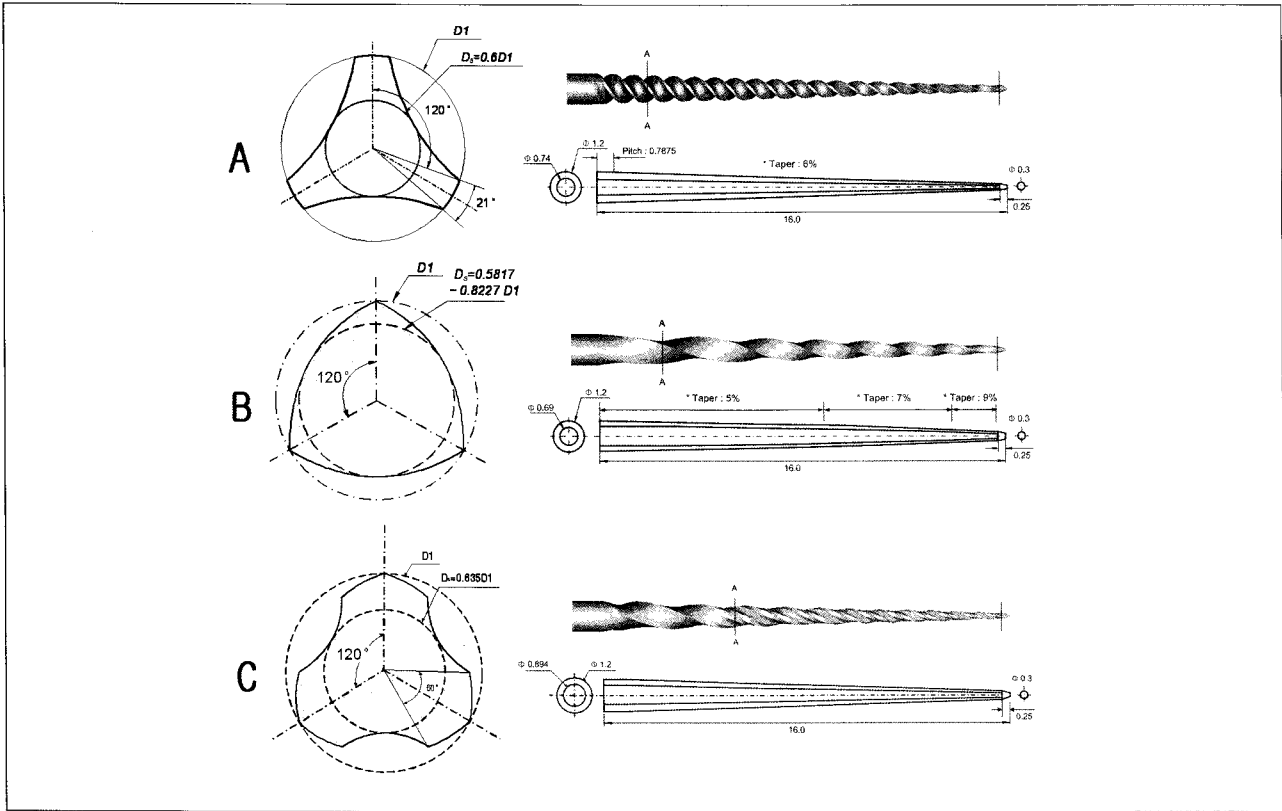 A
D1
Ds=0.6D1
120°
21°
A
A
Φ 0.74
Φ 1.2
Pitch : 0.7875
* Taper : 6%
Φ 0.3
0.25
16.0
B
D1
Ds=0.5817
- 0.8227 D1
120°
A
A
Φ 0.69
Φ 1.2
* Taper : 5%
* Taper : 7%
* Taper : 9%
Φ 0.3
0.25
16.0
C
D1
Ds=0.635D1
120°
60°
A
A
Φ 0.894
Φ 1.2
Φ 0.3
0.25
16.0